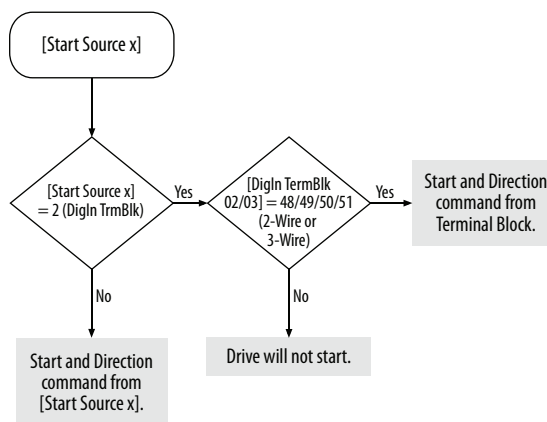 [Start Source x]
[Start Source x]
= 2 (DigIn TrmBlk)
Yes
[DigIn TermBlk
02/03] = 48/49/50/51
(2-Wire or
3-Wire)
Yes
Start and Direction
command from
Terminal Block.
No
No
Start and Direction
command from
[Start Source x].
Drive will not start.